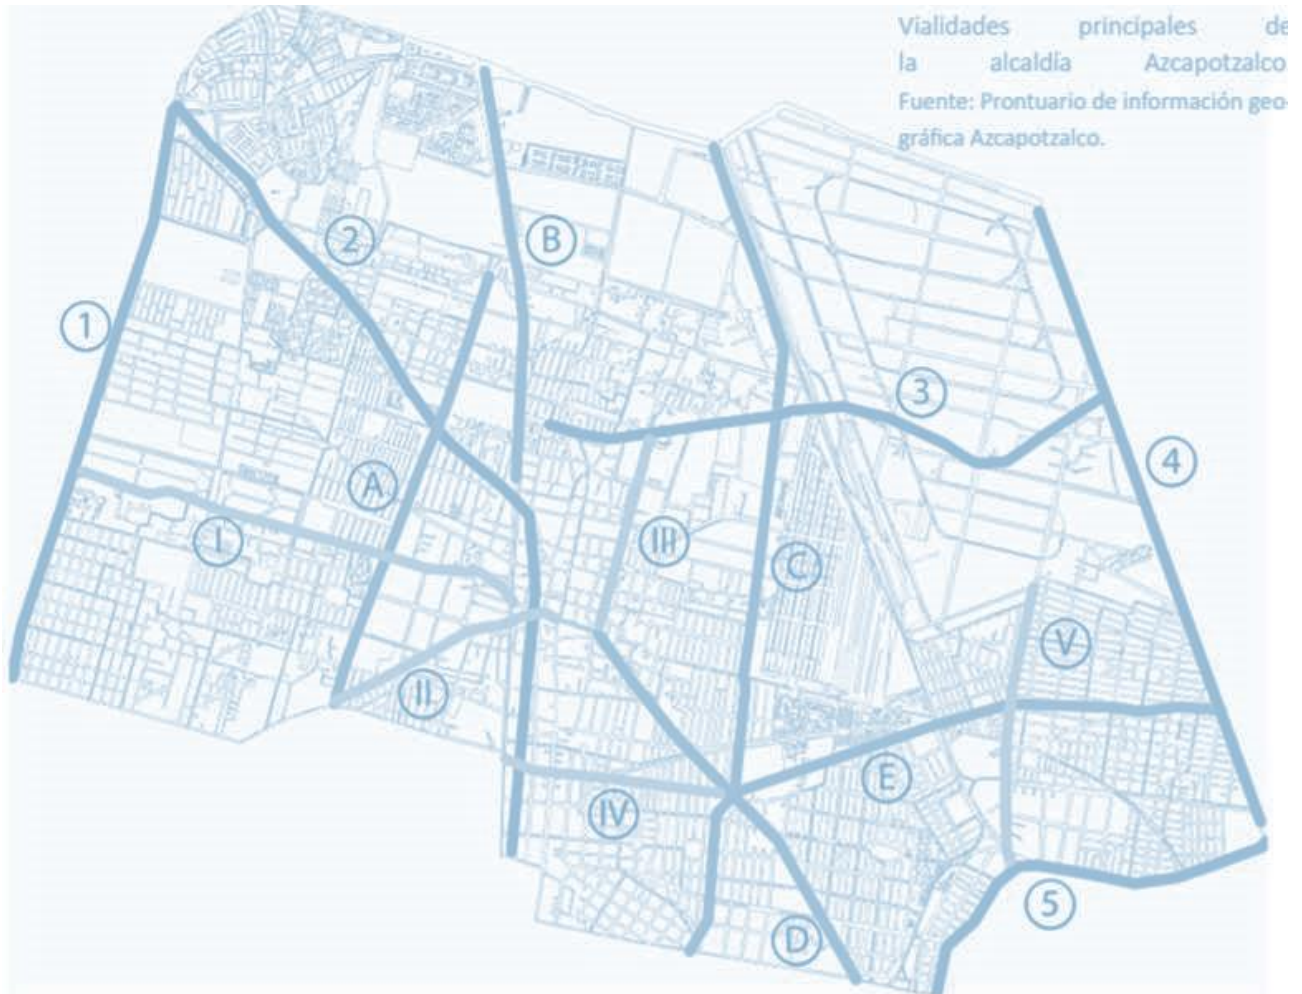 Vialidades principales de
la alcaldía Azcapotzalco
Fuente: Prontuario de información geo-
gráfica Azcapotzalco.
2
B
1
3
4
A
I
III
C
V
II
E
IV
5
D